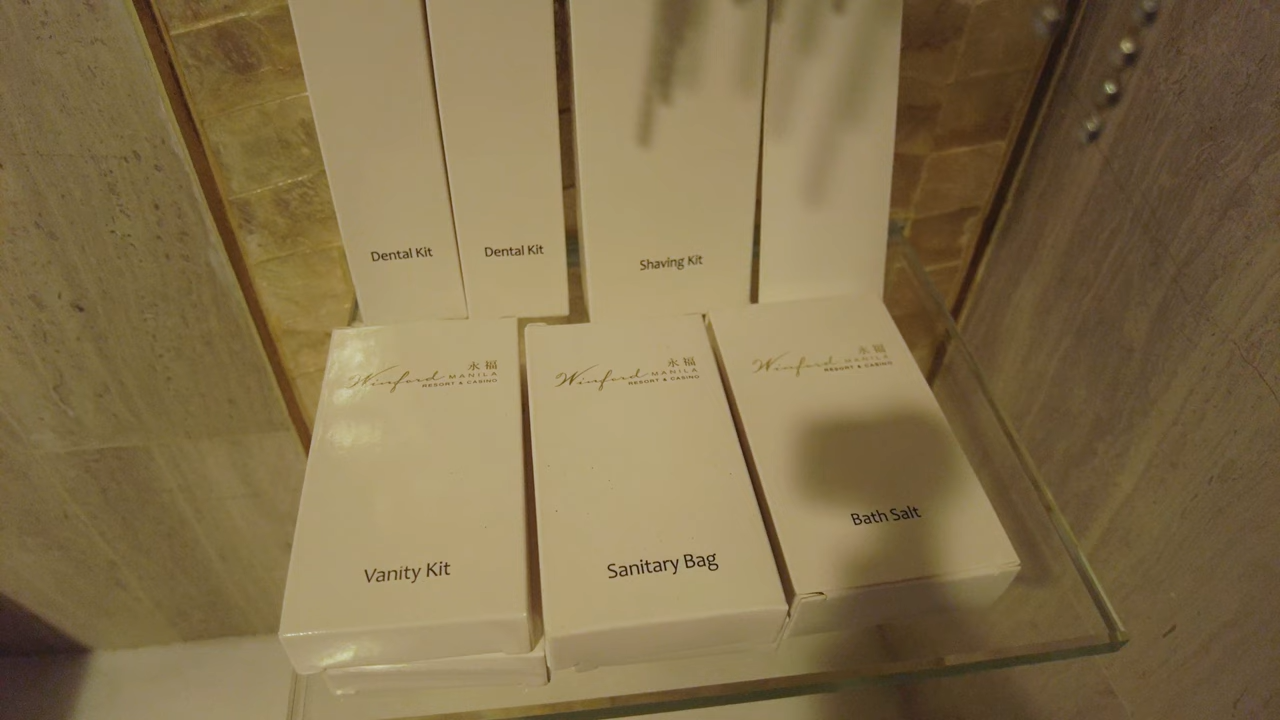 Dental Kit
Dental Kit
Shaving Kit
永福
Winford MANILA
RESORT & CASINO
Vanity Kit
永福
Winford MANILA
RESORT & CASINO
Sanitary Bag
永福
Winford MANILA
RESORT & CASINO
Bath Salt